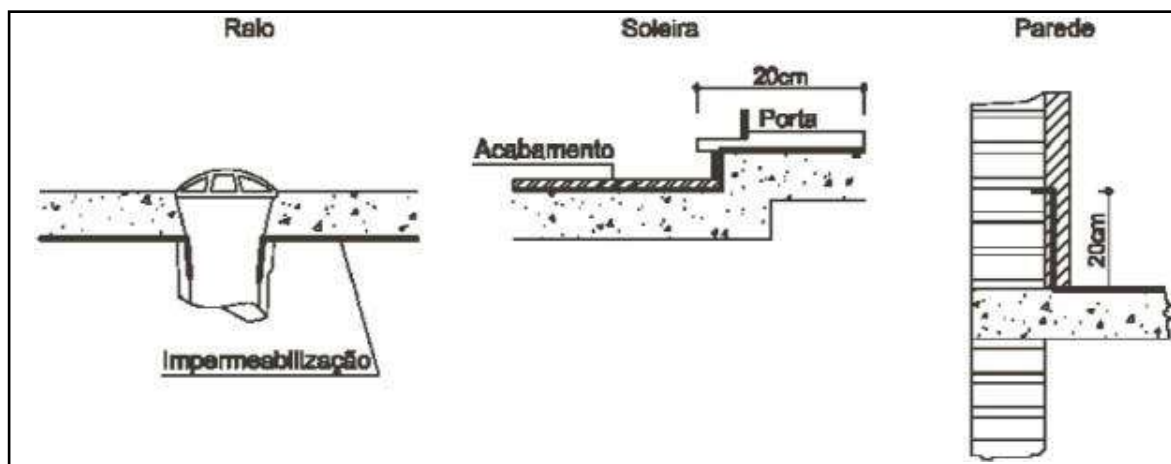 Ralo
Soleira
Parede
20cm
Porta
Acabamento
20cm
Impermeabilização